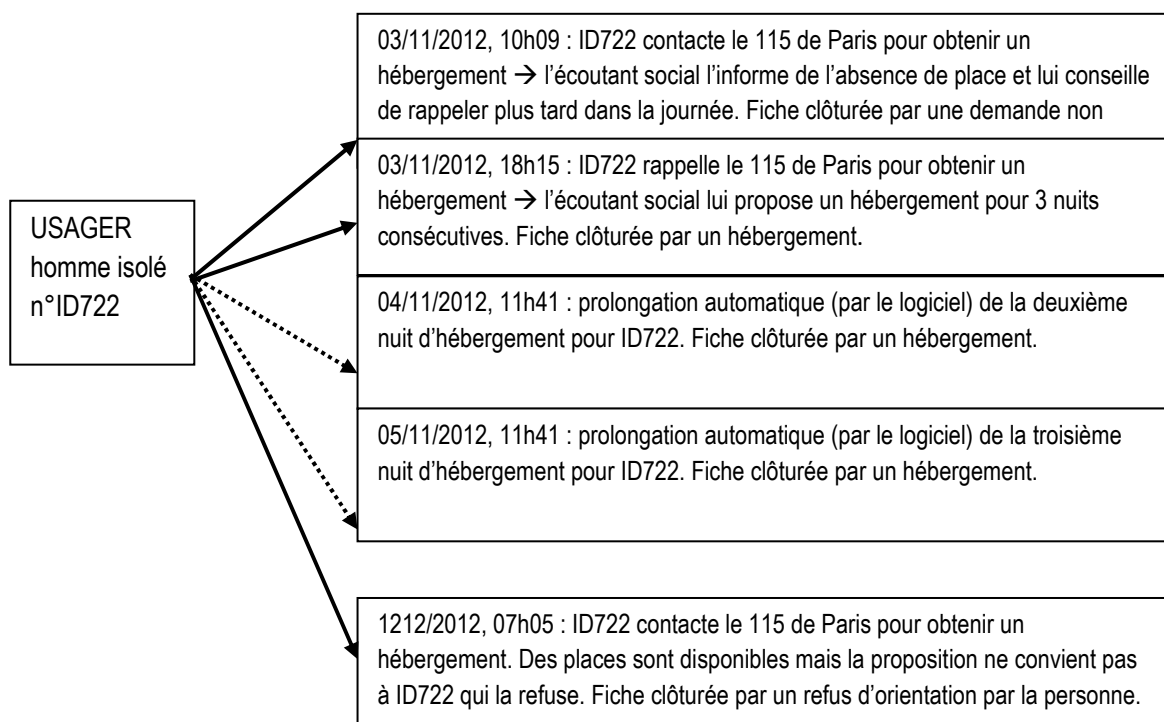 03/11/2012, 10h09 : ID722 contacte le 115 de Paris pour obtenir un
hébergement → l’écoutant social l’informe de l’absence de place et lui conseille
de rappeler plus tard dans la journée. Fiche clôturée par une demande non
03/11/2012, 18h15 : ID722 rappelle le 115 de Paris pour obtenir un
hébergement → l’écoutant social lui propose un hébergement pour 3 nuits
consécutives. Fiche clôturée par un hébergement.
USAGER
homme isolé
n°ID722
04/11/2012, 11h41 : prolongation automatique (par le logiciel) de la deuxième
nuit d’hébergement pour ID722. Fiche clôturée par un hébergement.
05/11/2012, 11h41 : prolongation automatique (par le logiciel) de la troisième
nuit d’hébergement pour ID722. Fiche clôturée par un hébergement.
1212/2012, 07h05 : ID722 contacte le 115 de Paris pour obtenir un
hébergement. Des places sont disponibles mais la proposition ne convient pas
à ID722 qui la refuse. Fiche clôturée par un refus d’orientation par la personne.